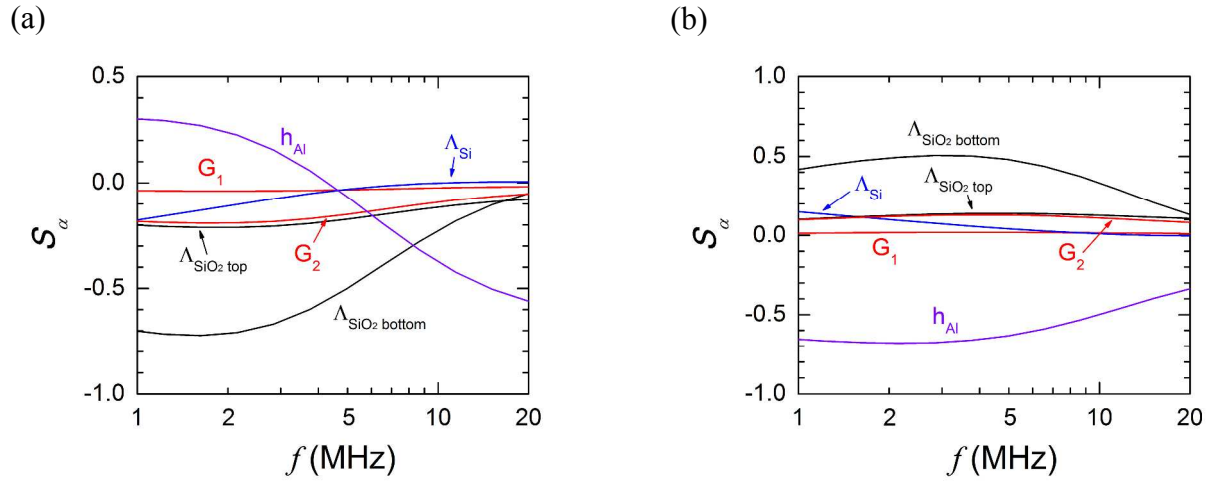 (a)
0.5
0.0
-0.5
-1.0
S_α
h_Al
Λ_Si
G_1
Λ_SiO₂ top
G_2
Λ_SiO₂ bottom
1 2 5 10 20
f (MHz)
(b)
1.0
0.5
0.0
-0.5
-1.0
S_α
Λ_SiO₂ bottom
Λ_Si
Λ_SiO₂ top
G_1
G_2
h_Al
1 2 5 10 20
f (MHz)